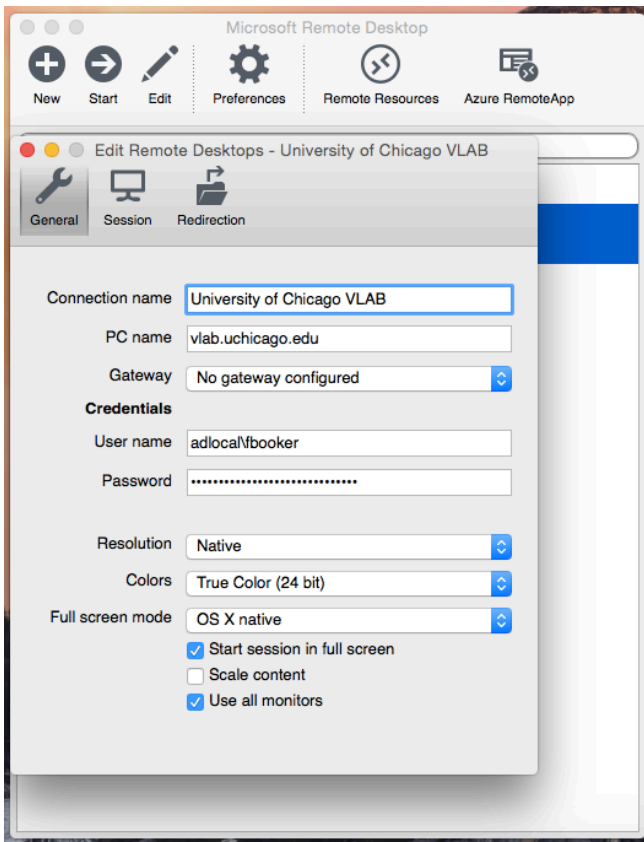 Microsoft Remote Desktop
New Start Edit Preferences Remote Resources Azure RemoteApp
Edit Remote Desktops - University of Chicago VLAB
General Session Redirection
Connection name University of Chicago VLAB
PC name vlab.uchicago.edu
Gateway No gateway configured
Credentials
User name adlocal\fbooker
Password ••••••••••••••••••••••••••••••
Resolution Native
Colors True Color (24 bit)
Full screen mode OS X native
Start session in full screen
Scale content
Use all monitors